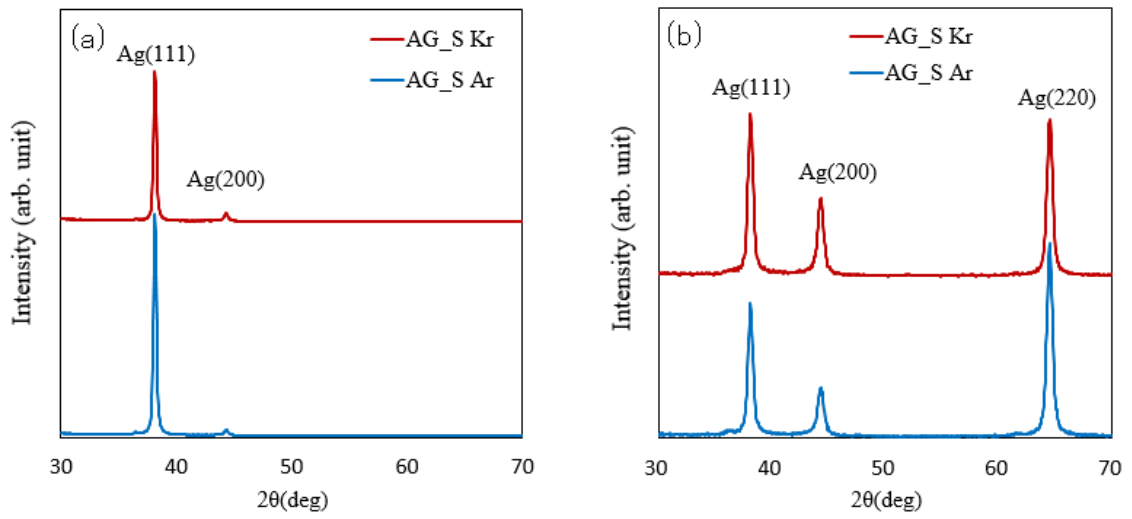 (a)
AG_S Kr
AG_S Ar
Ag(111)
Ag(200)
Intensity (arb. unit)
30 40 50 60 70
2θ(deg)
(b)
AG_S Kr
AG_S Ar
Ag(111)
Ag(200)
Ag(220)
Intensity (arb. unit)
30 40 50 60 70
2θ(deg)